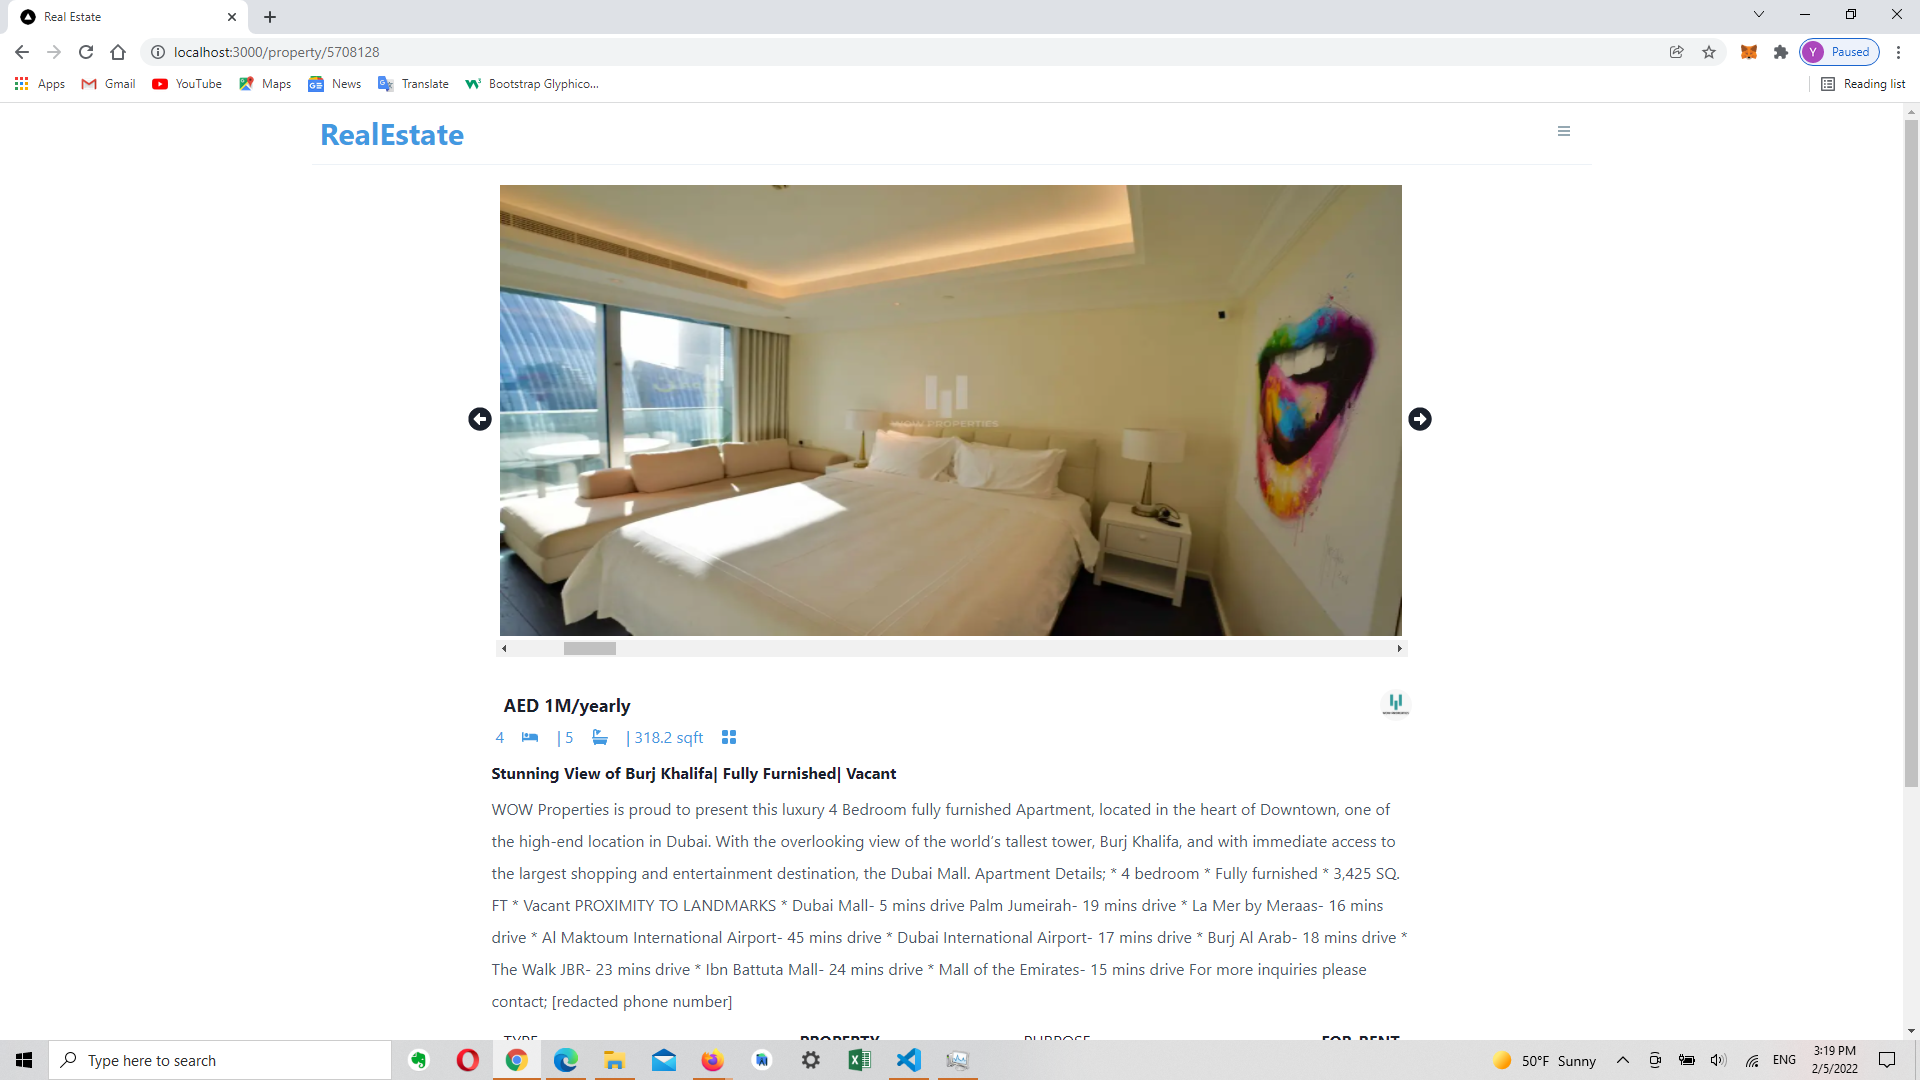 Real Estate
localhost:3000/property/5708128
Paused
Apps
Gmail
YouTube
Maps
News
Translate
Bootstrap Glyphico...
Reading list
RealEstate
WOW PROPERTIES
AED 1M/yearly
4 | 5 | 318.2 sqft
Stunning View of Burj Khalifa| Fully Furnished| Vacant
WOW Properties is proud to present this luxury 4 Bedroom fully furnished Apartment, located in the heart of Downtown, one of
the high-end location in Dubai. With the overlooking view of the world’s tallest tower, Burj Khalifa, and with immediate access to
the largest shopping and entertainment destination, the Dubai Mall. Apartment Details; * 4 bedroom * Fully furnished * 3,425 SQ.
FT * Vacant PROXIMITY TO LANDMARKS * Dubai Mall- 5 mins drive Palm Jumeirah- 19 mins drive * La Mer by Meraas- 16 mins
drive * Al Maktoum International Airport- 45 mins drive * Dubai International Airport- 17 mins drive * Burj Al Arab- 18 mins drive *
The Walk JBR- 23 mins drive * Ibn Battuta Mall- 24 mins drive * Mall of the Emirates- 15 mins drive For more inquiries please
contact; [redacted phone number]
TYPE PROPERTY PURPOSE FOR-RENT
Type here to search
50°F Sunny
ENG
3:19 PM
2/5/2022